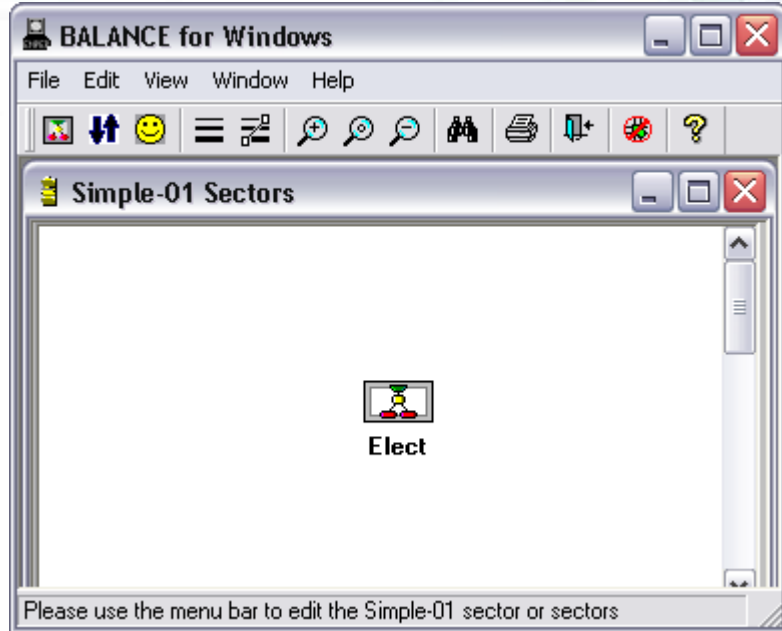 BALANCE for Windows
File Edit View Window Help
Simple-01 Sectors
Elect
Please use the menu bar to edit the Simple-01 sector or sectors